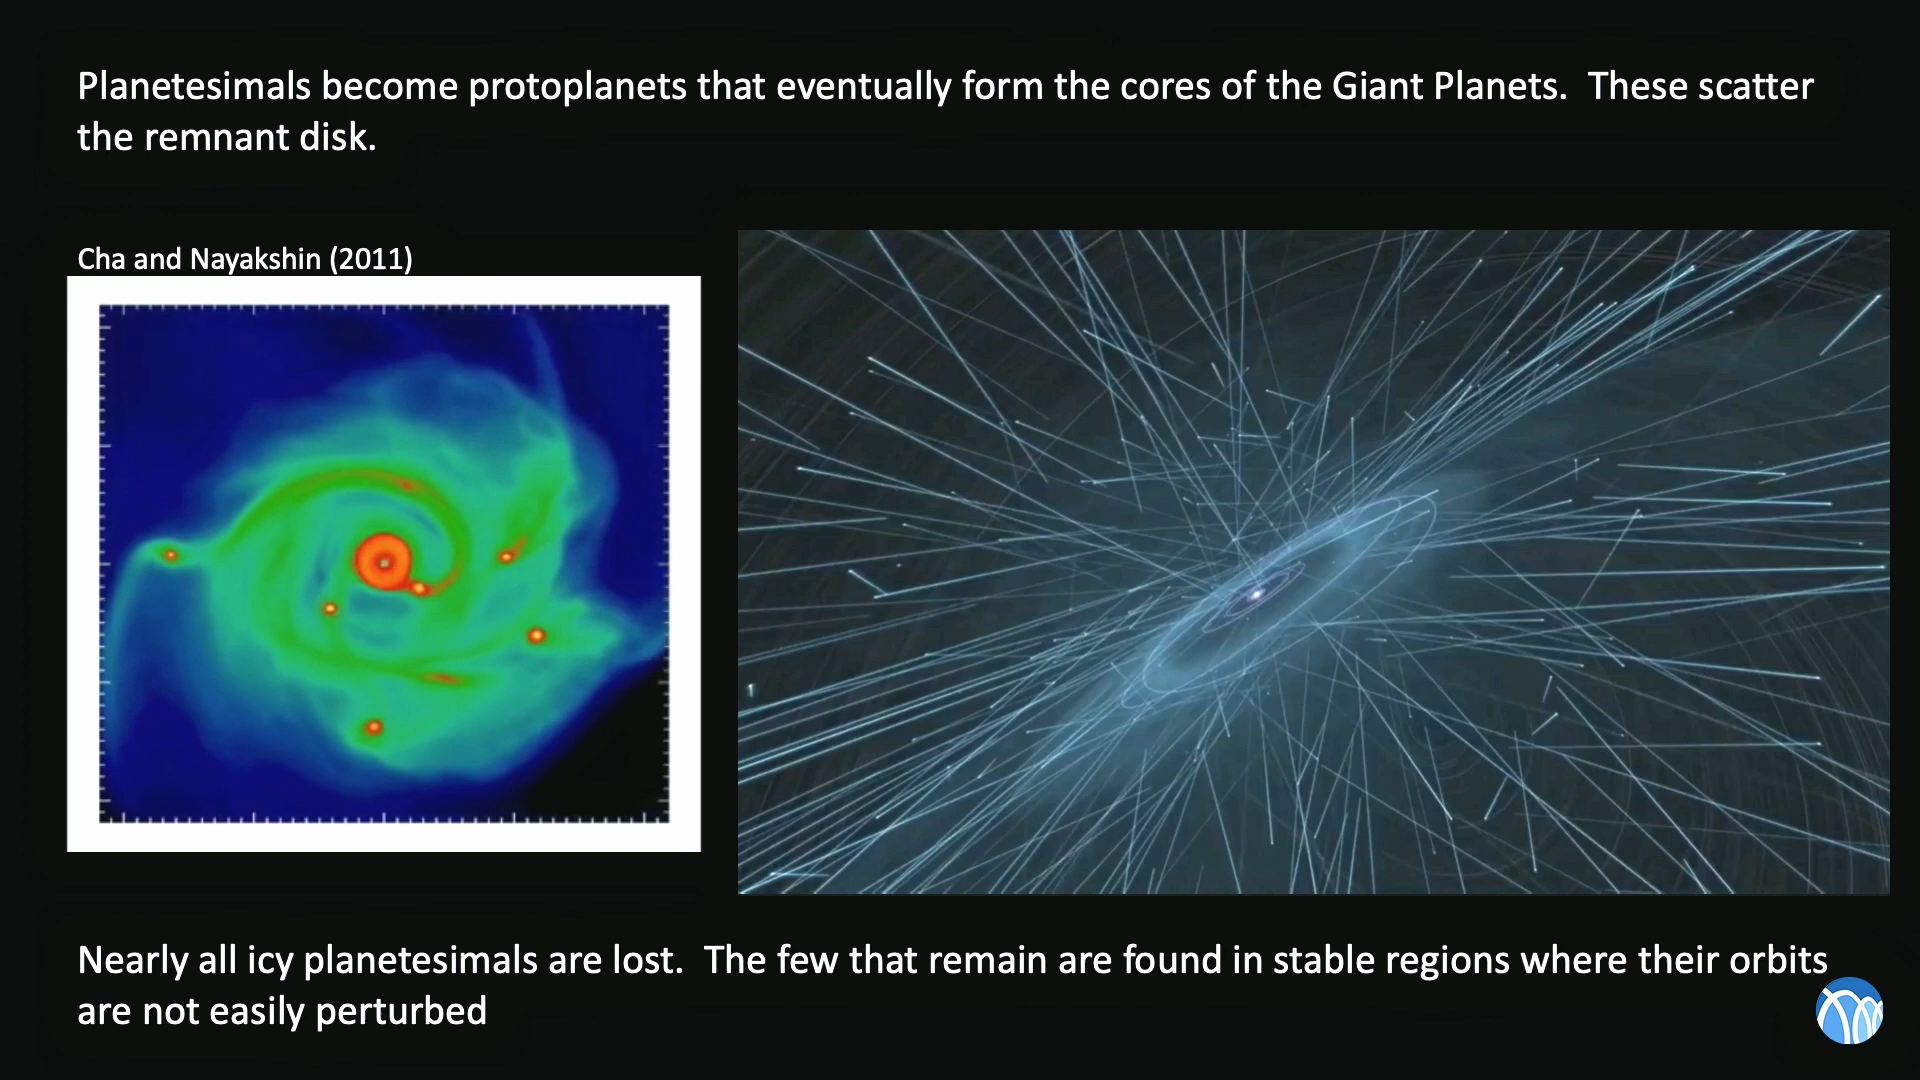 Planetesimals become protoplanets that eventually form the cores of the Giant Planets.  These scatter
the remnant disk.
Cha and Nayakshin (2011)
Nearly all icy planetesimals are lost.  The few that remain are found in stable regions where their orbits
are not easily perturbed